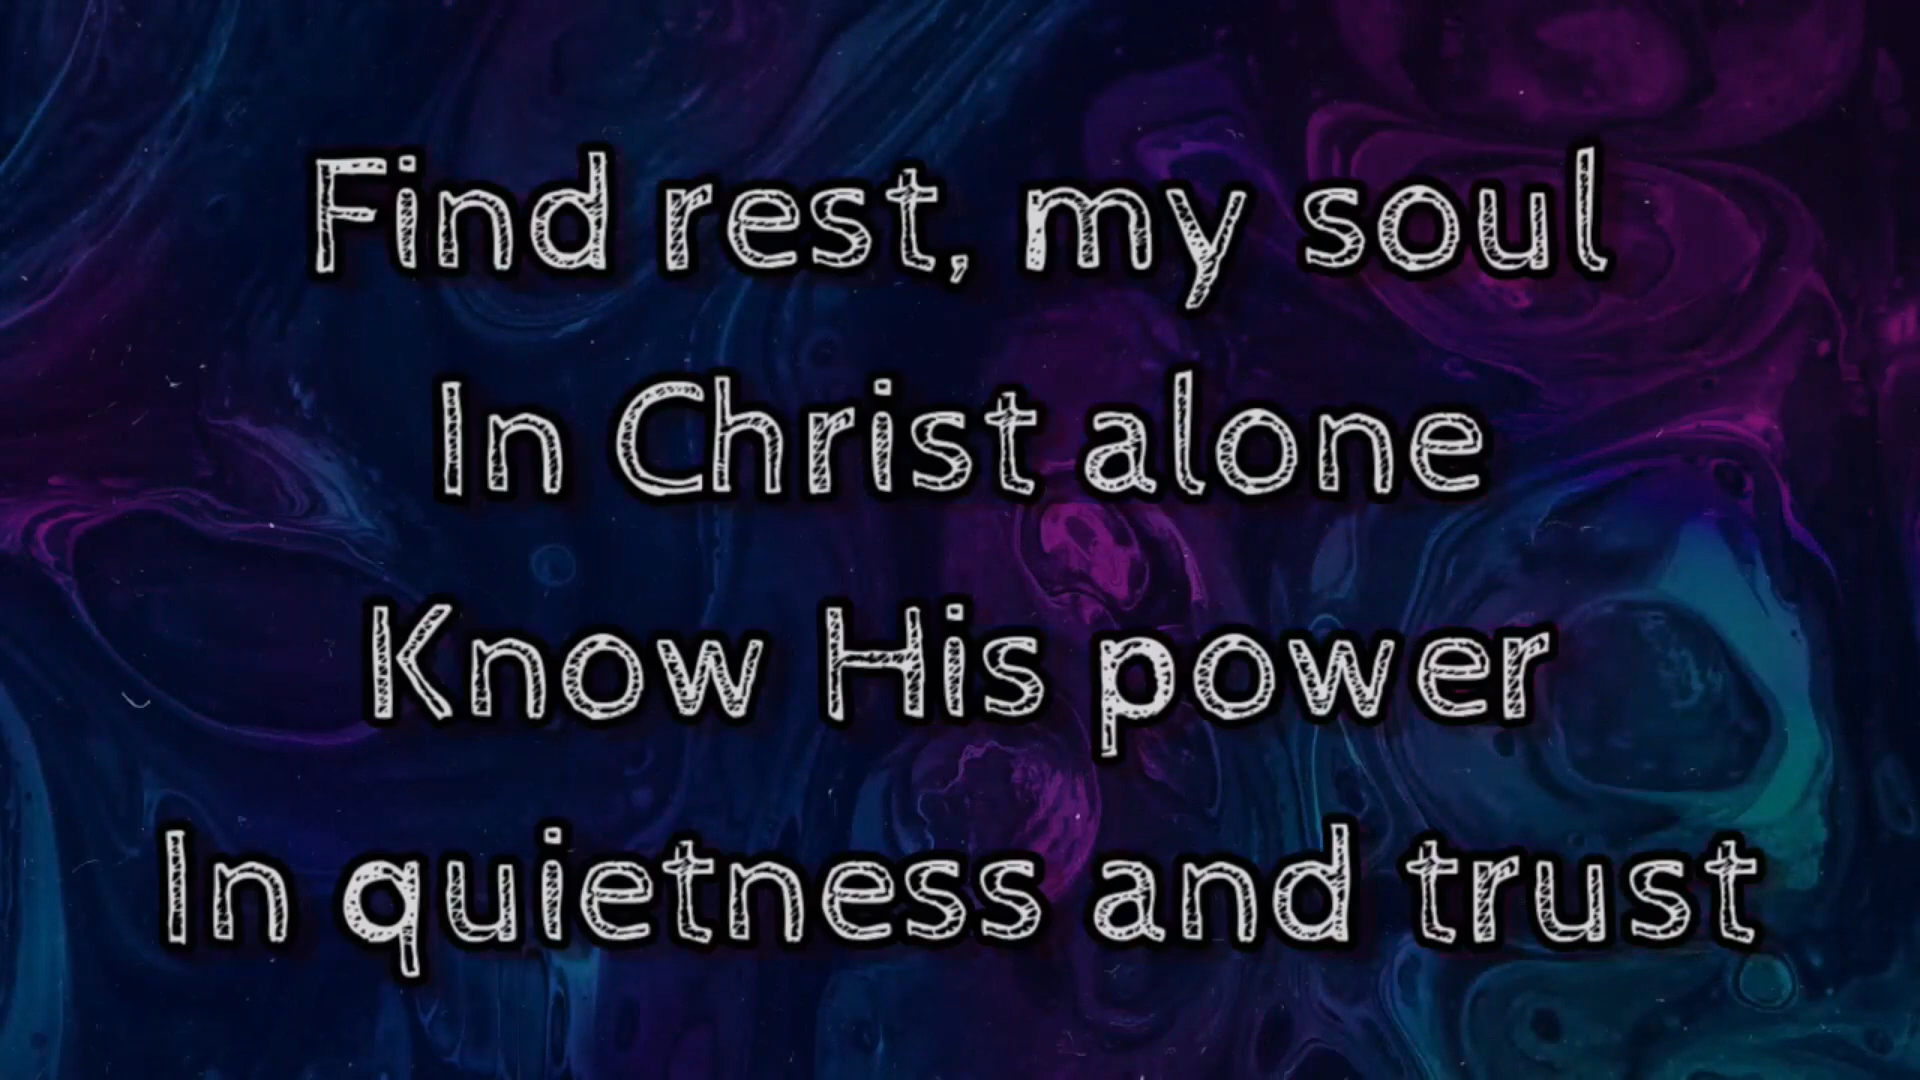 Find rest, my soul
In Christ alone
Know His power
In quietness and trust